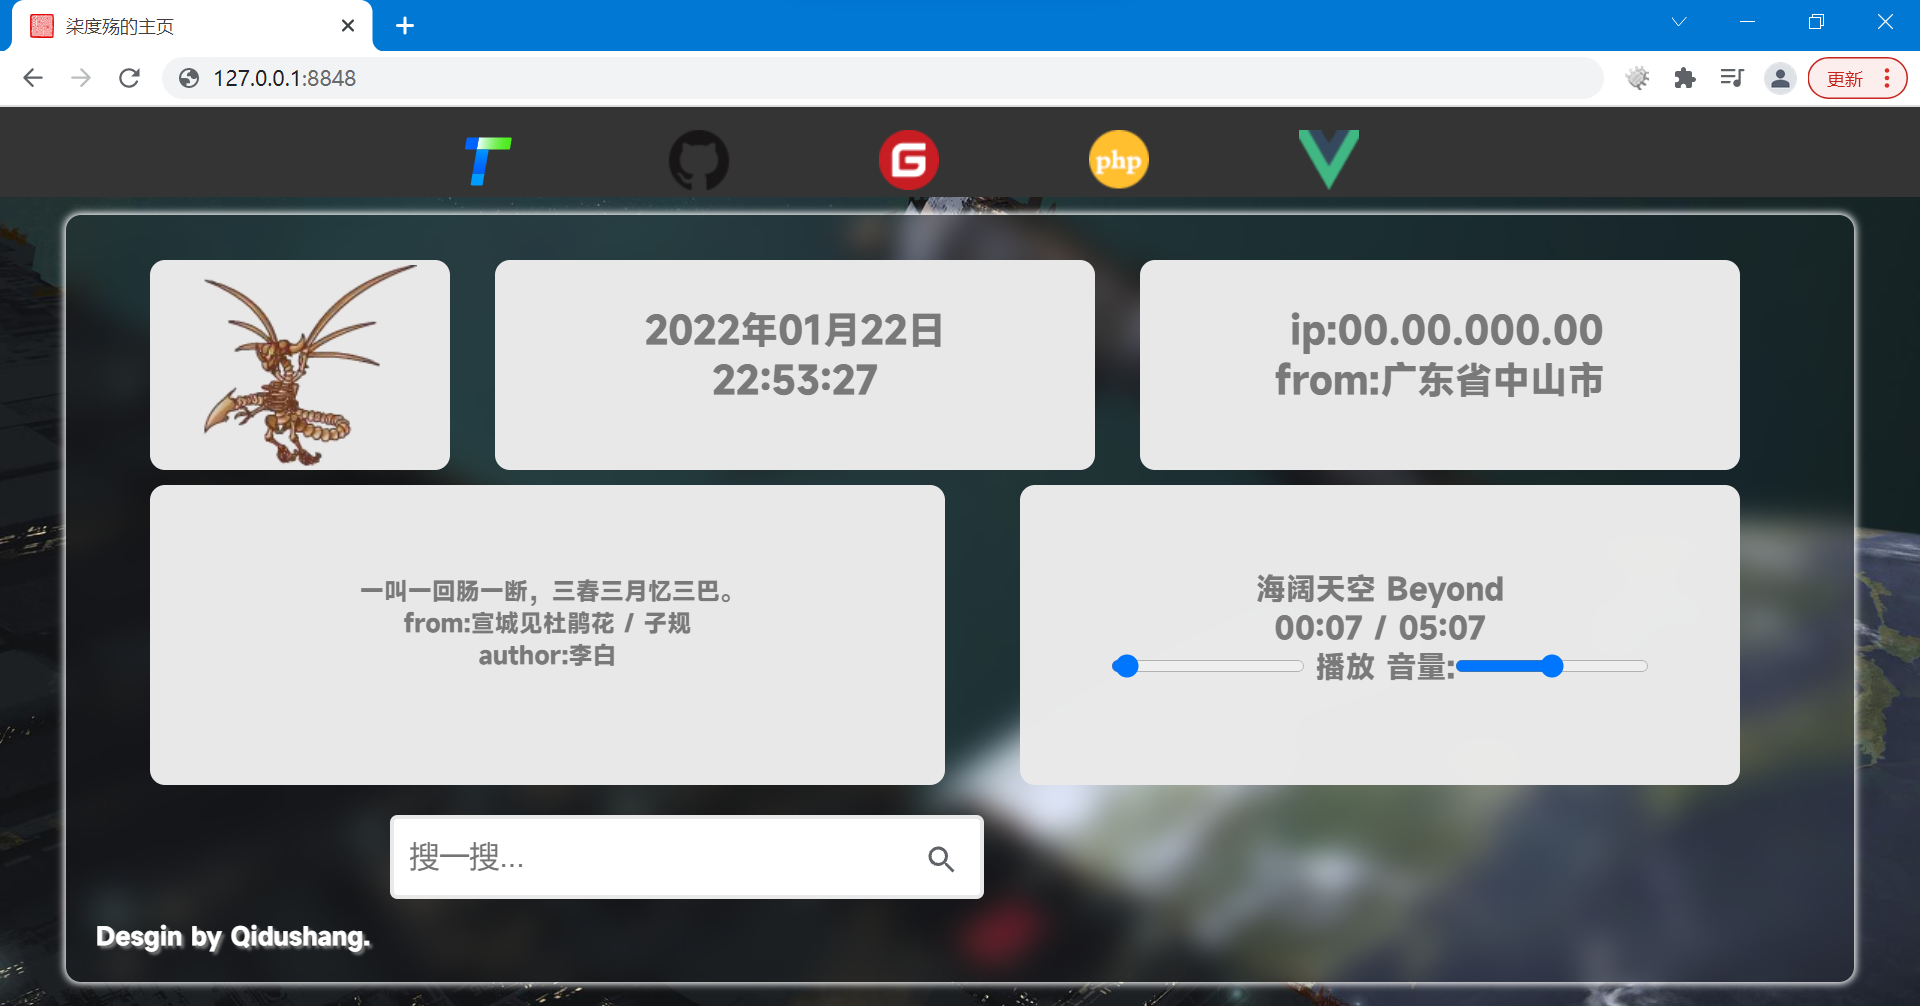 柒度殇的主页
127.0.0.1:8848
更新
php
2022年01月22日
22:53:27
ip:00.00.000.00
from:广东省中山市
一叫一回肠一断，三春三月忆三巴。
from:宣城见杜鹃花 / 子规
author:李白
海阔天空 Beyond
00:07 / 05:07
播放 音量:
搜一搜...
Desgin by Qidushang.